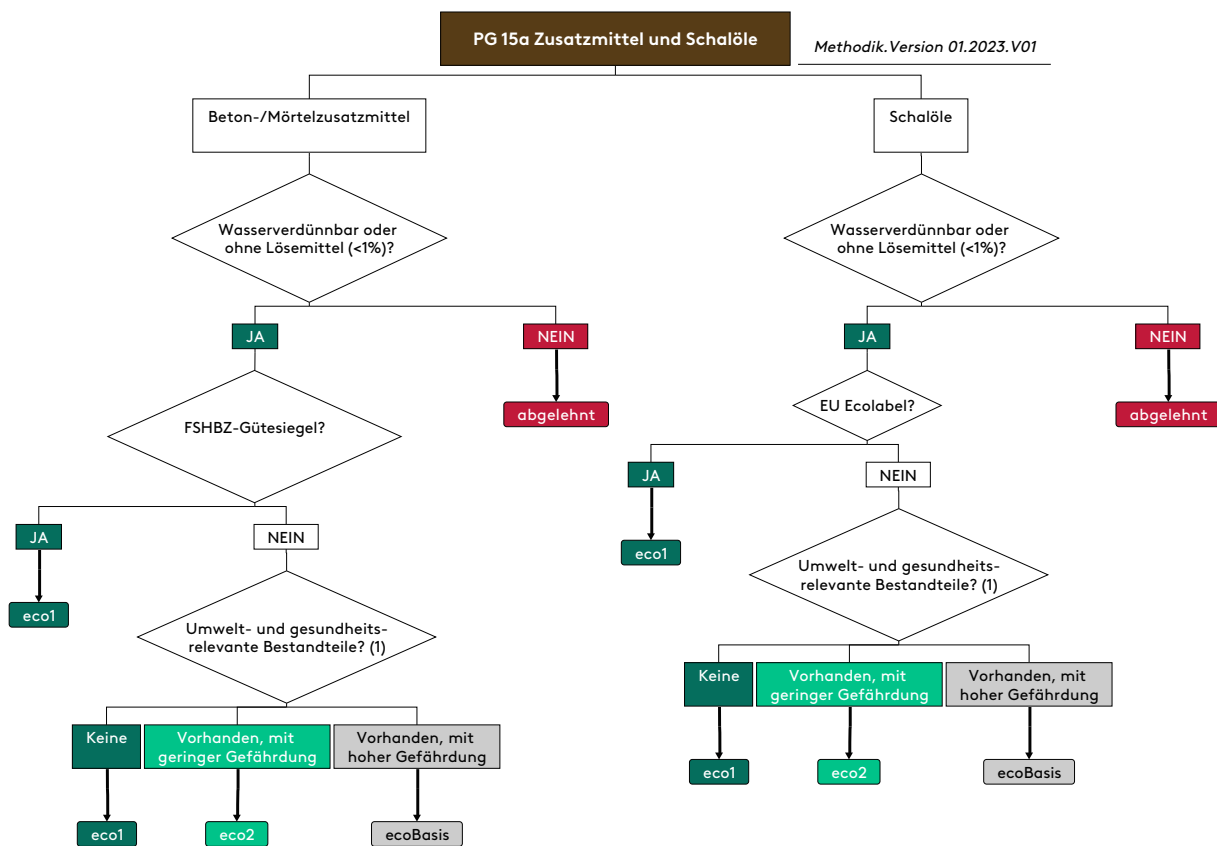 PG 15a Zusatzmittel und Schalöle
Methodik.Version 01.2023.V01
Beton-/Mörtelzusatzmittel
Wasserverdünnbar oder
ohne Lösemittel (<1%)?
JA
NEIN
abgelehnt
FSHBZ-Gütesiegel?
JA
NEIN
eco1
Umwelt- und gesundheits-
relevante Bestandteile? (1)
Keine
Vorhanden, mit
geringer Gefährdung
Vorhanden, mit
hoher Gefährdung
eco1
eco2
ecoBasis
Schalöle
Wasserverdünnbar oder
ohne Lösemittel (<1%)?
JA
NEIN
abgelehnt
EU Ecolabel?
JA
NEIN
eco1
Umwelt- und gesundheits-
relevante Bestandteile? (1)
Keine
Vorhanden, mit
geringer Gefährdung
Vorhanden, mit
hoher Gefährdung
eco1
eco2
ecoBasis